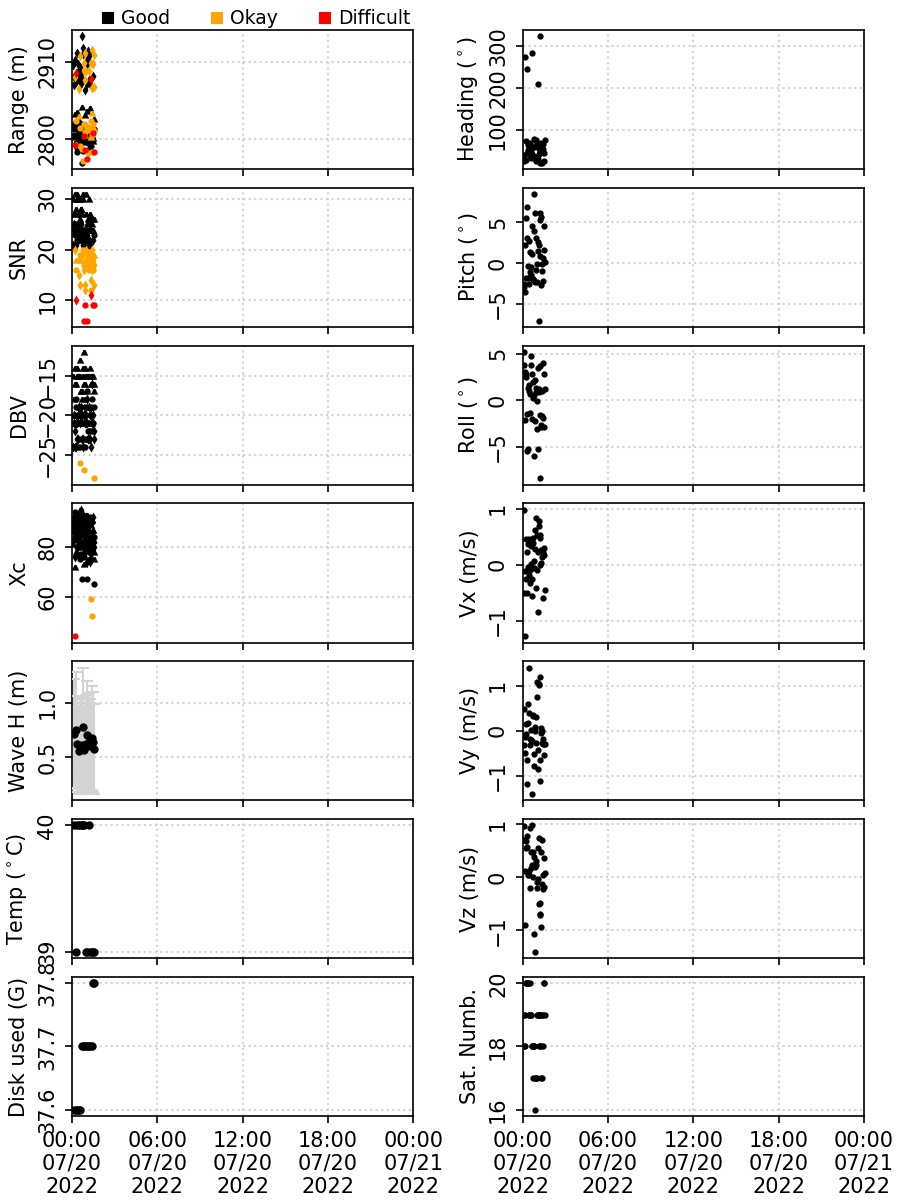 Good Okay Difficult
Range (m)
2910
2800
Heading (°)
300
200
100
SNR
30
20
10
Pitch (°)
5
0
−5
DBV
−15
−20
−25
Roll (°)
5
0
−5
Xc
80
60
Vx (m/s)
1
0
−1
Wave H (m)
1.0
0.5
Vy (m/s)
1
0
−1
Temp (°C)
40
39
Vz (m/s)
1
0
−1
Disk used (G)
37.8
37.7
37.6
Sat. Numb.
20
18
16
00:00 06:00 12:00 18:00 00:00
07/20 07/20 07/20 07/20 07/21
2022 2022 2022 2022 2022
00:00 06:00 12:00 18:00 00:00
07/20 07/20 07/20 07/20 07/21
2022 2022 2022 2022 2022